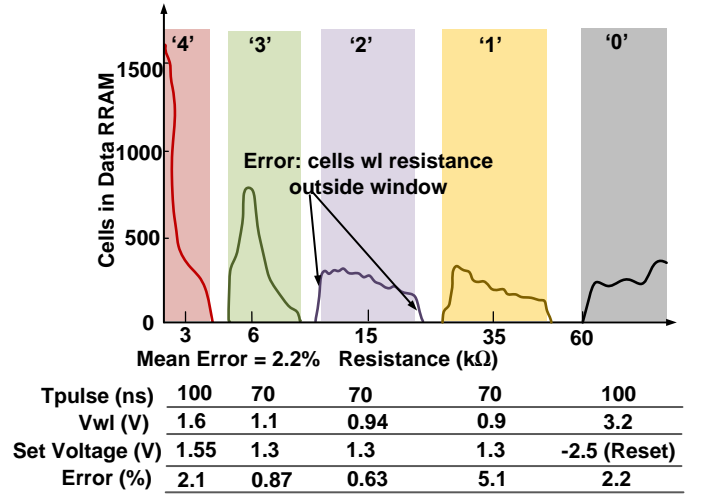 ‘4’ ‘3’ ‘2’ ‘1’ ‘0’
1500
1000
500
0
Cells in Data RRAM
Error: cells wl resistance
outside window
3 6 15 35 60
Mean Error = 2.2% Resistance (kΩ)
Tpulse (ns) 100 70 70 70 100
Vwl (V) 1.6 1.1 0.94 0.9 3.2
Set Voltage (V) 1.55 1.3 1.3 1.3 -2.5 (Reset)
Error (%) 2.1 0.87 0.63 5.1 2.2